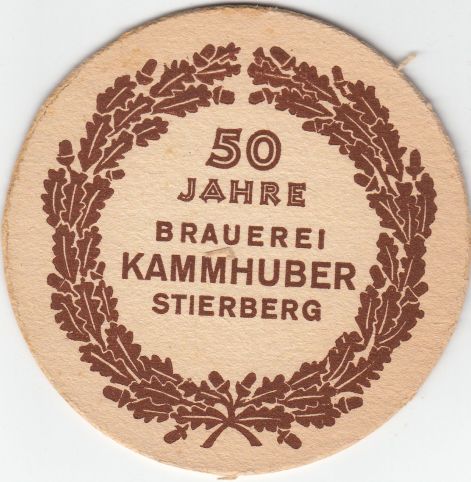 50
JAHRE
BRAUEREI
KAMMHUBER
STIERBERG